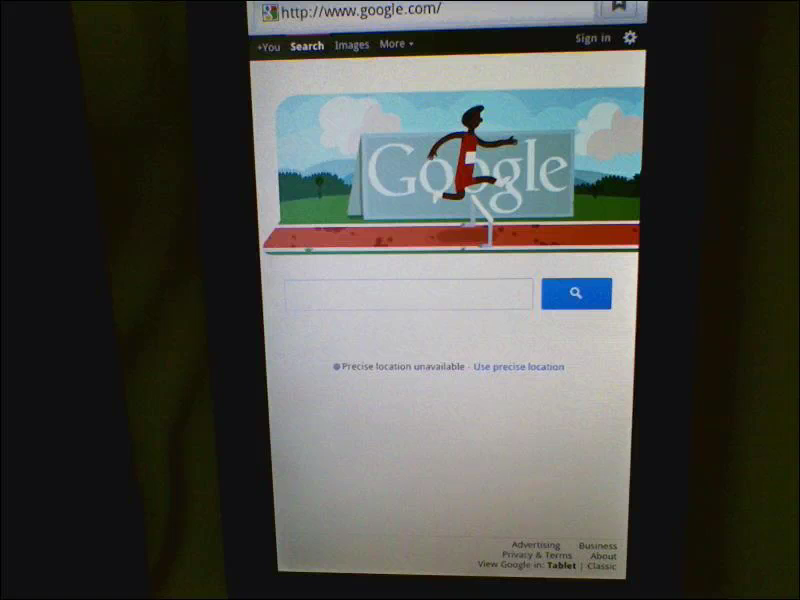 http://www.google.com/
+You Search Images More Sign in
Google
Precise location unavailable - Use precise location
Advertising Business
Privacy & Terms About
View Google in: Tablet | Classic